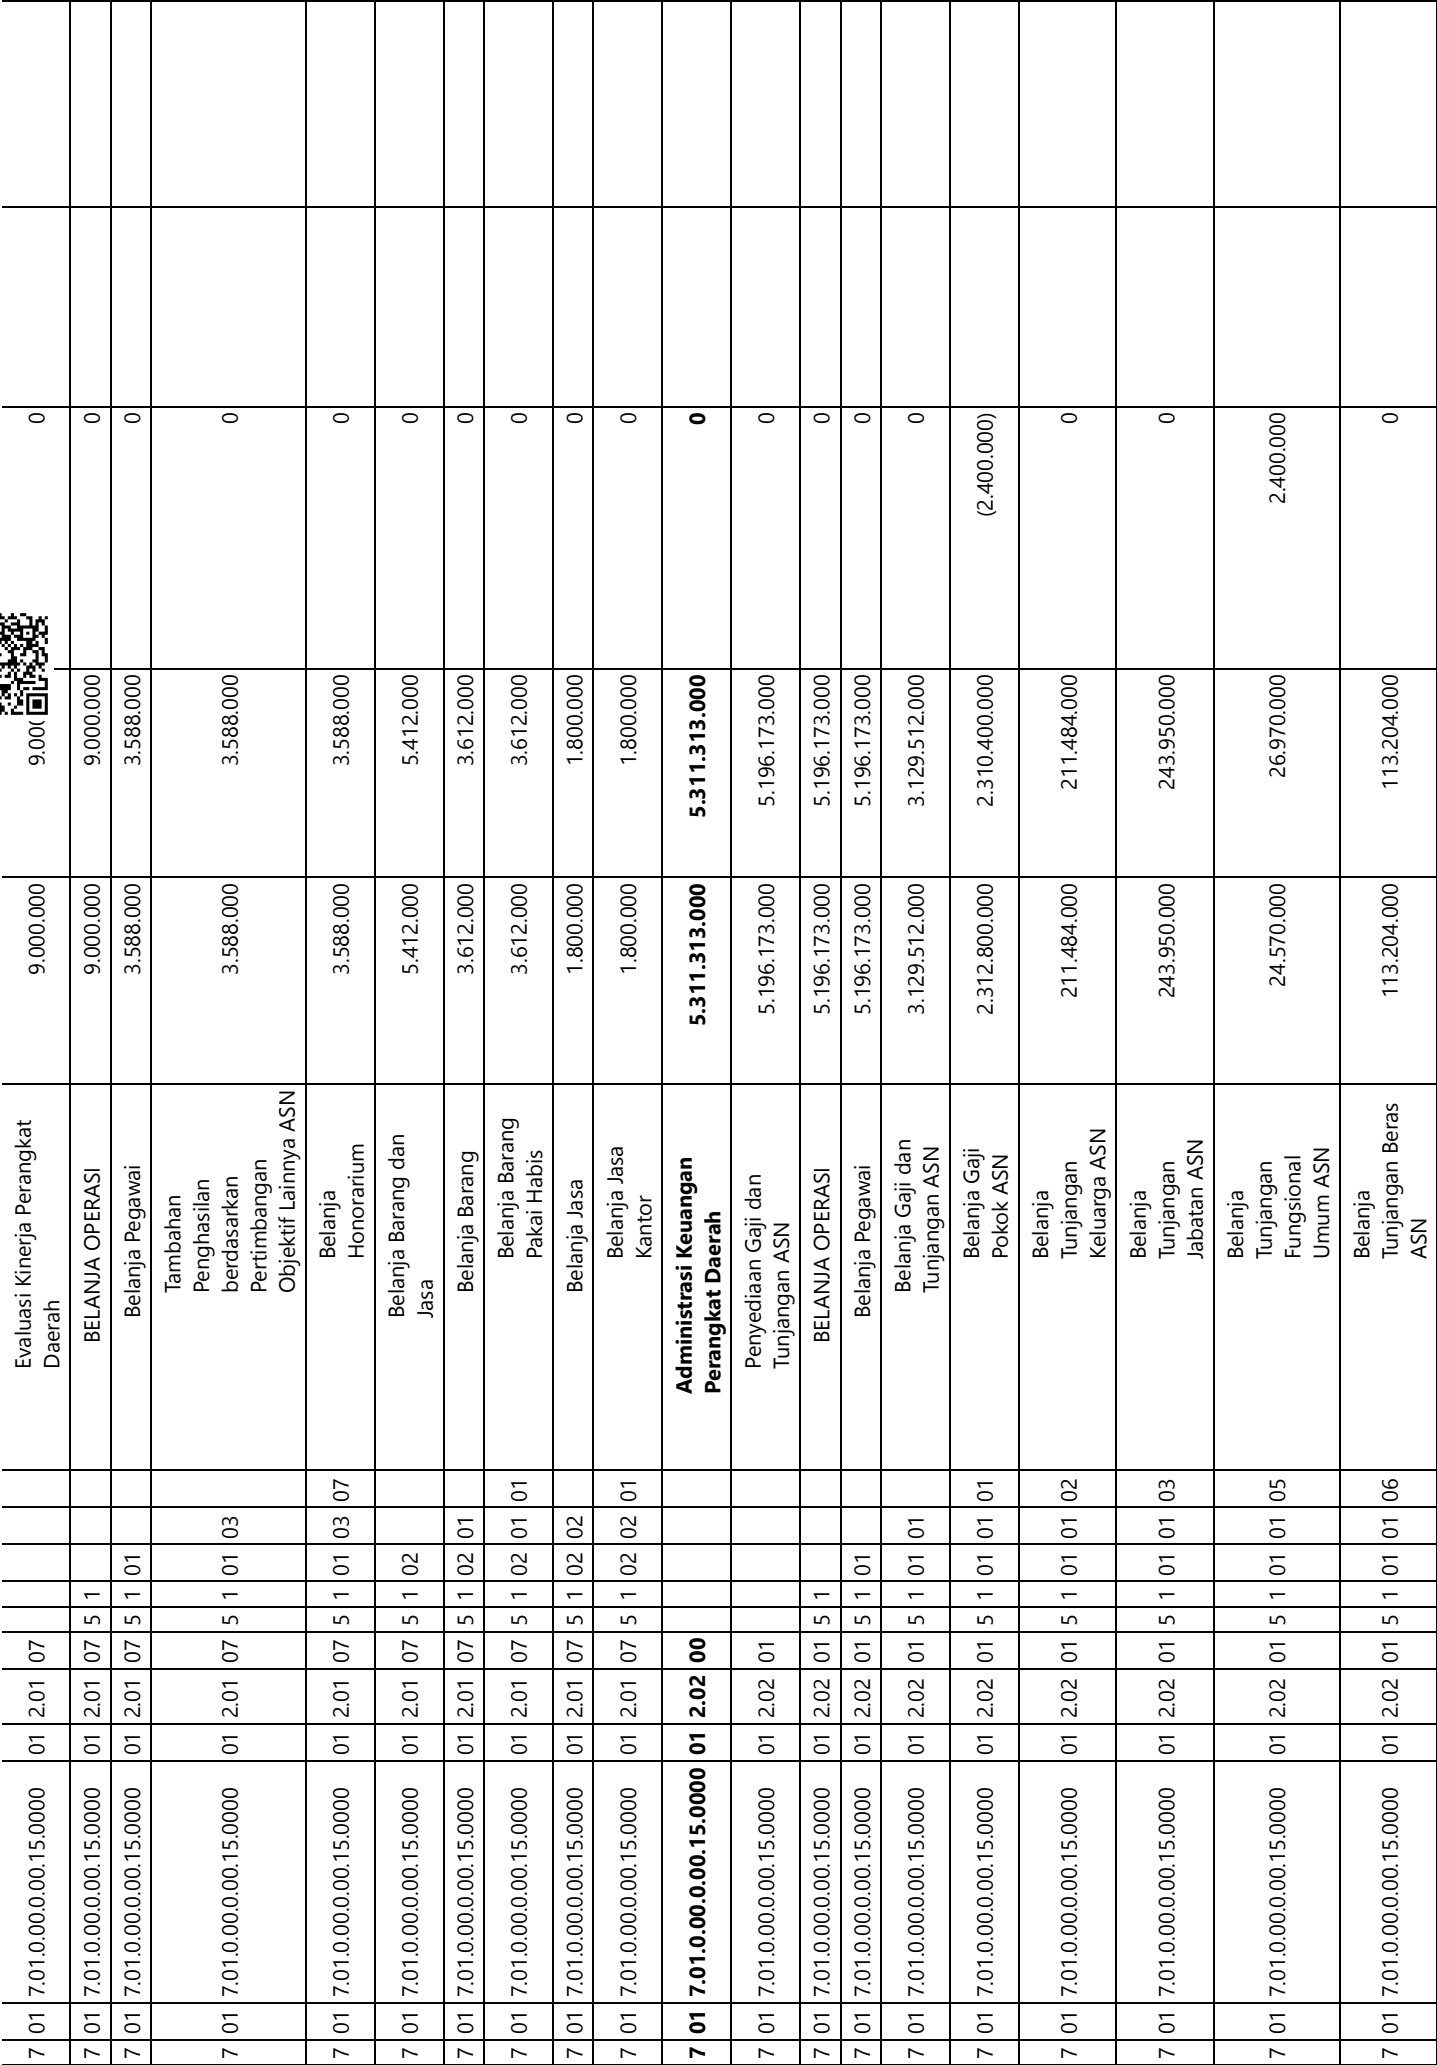 7 01 7.01.0.00.0.00.15.0000 01 2.01 07 Evaluasi Kinerja Perangkat 9.000.000 0
Daerah
7 01 7.01.0.00.0.00.15.0000 01 2.01 07 5 1 BELANJA OPERASI 9.000.000 9.000.000 0
7 01 7.01.0.00.0.00.15.0000 01 2.01 07 5 1 01 Belanja Pegawai 3.588.000 3.588.000 0
7 01 7.01.0.00.0.00.15.0000 01 2.01 07 5 1 01 03 Tambahan 3.588.000 3.588.000 0
Penghasilan
berdasarkan
Pertimbangan
Objektif Lainnya ASN
7 01 7.01.0.00.0.00.15.0000 01 2.01 07 5 1 01 03 07 Belanja 3.588.000 3.588.000 0
Honorarium
7 01 7.01.0.00.0.00.15.0000 01 2.01 07 5 1 02 Belanja Barang dan 5.412.000 5.412.000 0
Jasa
7 01 7.01.0.00.0.00.15.0000 01 2.01 07 5 1 02 01 Belanja Barang 3.612.000 3.612.000 0
7 01 7.01.0.00.0.00.15.0000 01 2.01 07 5 1 02 01 01 Belanja Barang 3.612.000 3.612.000 0
Pakai Habis
7 01 7.01.0.00.0.00.15.0000 01 2.01 07 5 1 02 02 Belanja Jasa 1.800.000 1.800.000 0
7 01 7.01.0.00.0.00.15.0000 01 2.01 07 5 1 02 02 01 Belanja Jasa 1.800.000 1.800.000 0
Kantor
7 01 7.01.0.00.0.00.15.0000 01 2.02 00 Administrasi Keuangan 5.311.313.000 5.311.313.000 0
Perangkat Daerah
7 01 7.01.0.00.0.00.15.0000 01 2.02 01 Penyediaan Gaji dan 5.196.173.000 5.196.173.000 0
Tunjangan ASN
7 01 7.01.0.00.0.00.15.0000 01 2.02 01 5 1 BELANJA OPERASI 5.196.173.000 5.196.173.000 0
7 01 7.01.0.00.0.00.15.0000 01 2.02 01 5 1 01 Belanja Pegawai 5.196.173.000 5.196.173.000 0
7 01 7.01.0.00.0.00.15.0000 01 2.02 01 5 1 01 01 Belanja Gaji dan 3.129.512.000 3.129.512.000 0
Tunjangan ASN
7 01 7.01.0.00.0.00.15.0000 01 2.02 01 5 1 01 01 01 Belanja Gaji 2.312.800.000 2.310.400.000 (2.400.000)
Pokok ASN
7 01 7.01.0.00.0.00.15.0000 01 2.02 01 5 1 01 01 02 Belanja 211.484.000 211.484.000 0
Tunjangan
Keluarga ASN
7 01 7.01.0.00.0.00.15.0000 01 2.02 01 5 1 01 01 03 Belanja 243.950.000 243.950.000 0
Tunjangan
Jabatan ASN
7 01 7.01.0.00.0.00.15.0000 01 2.02 01 5 1 01 01 05 Belanja 24.570.000 26.970.000 2.400.000
Tunjangan
Fungsional
Umum ASN
7 01 7.01.0.00.0.00.15.0000 01 2.02 01 5 1 01 01 06 Belanja 113.204.000 113.204.000 0
Tunjangan Beras
ASN